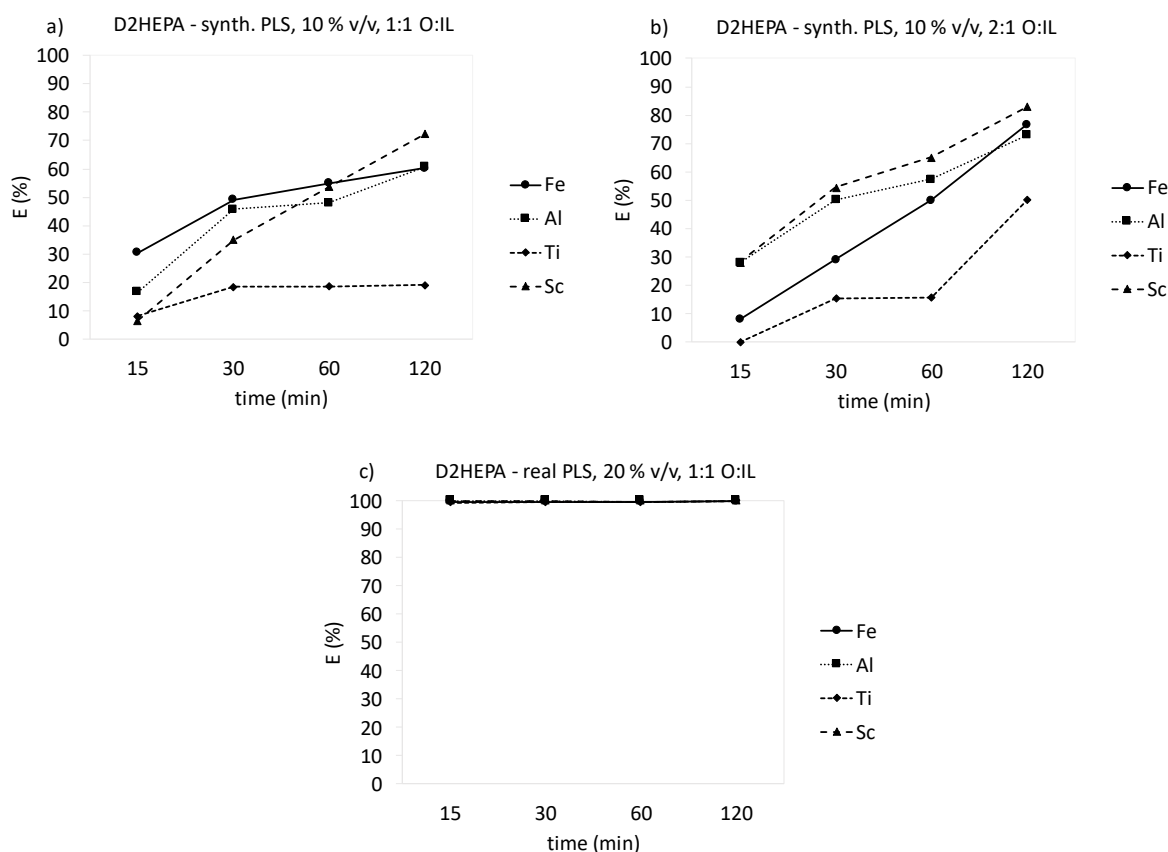 a) D2HEPA - synth. PLS, 10 % v/v, 1:1 O:IL
100
90
80
70
60
50
40
30
20
10
0
E (%)
15 30 60 120
time (min)
Fe
Al
Ti
Sc
b) D2HEPA - synth. PLS, 10 % v/v, 2:1 O:IL
100
90
80
70
60
50
40
30
20
10
0
E (%)
15 30 60 120
time (min)
Fe
Al
Ti
Sc
c) D2HEPA - real PLS, 20 % v/v, 1:1 O:IL
100
90
80
70
60
50
40
30
20
10
0
E (%)
15 30 60 120
time (min)
Fe
Al
Ti
Sc